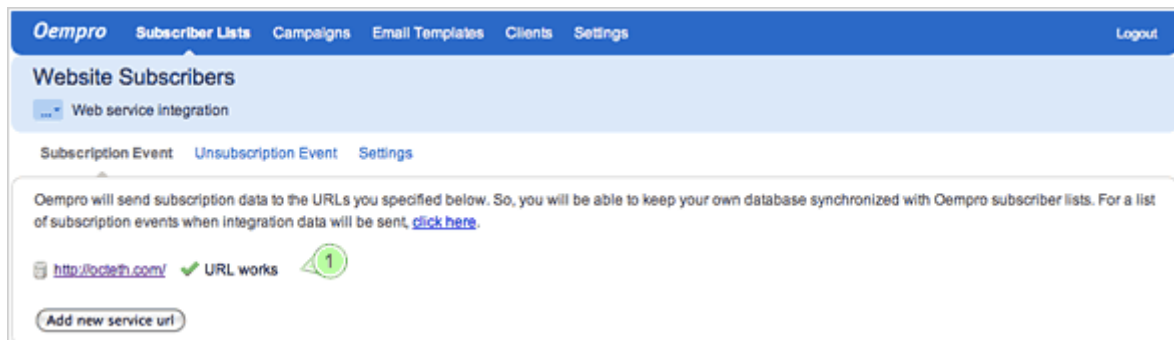 Oempro Subscriber Lists Campaigns Email Templates Clients Settings Logout
Website Subscribers
... Web service integration
Subscription Event Unsubscription Event Settings
Oempro will send subscription data to the URLs you specified below. So, you will be able to keep your own database synchronized with Oempro subscriber lists. For a list
of subscription events when integration data will be sent, click here.
http://octeth.com/ URL works 1
Add new service url